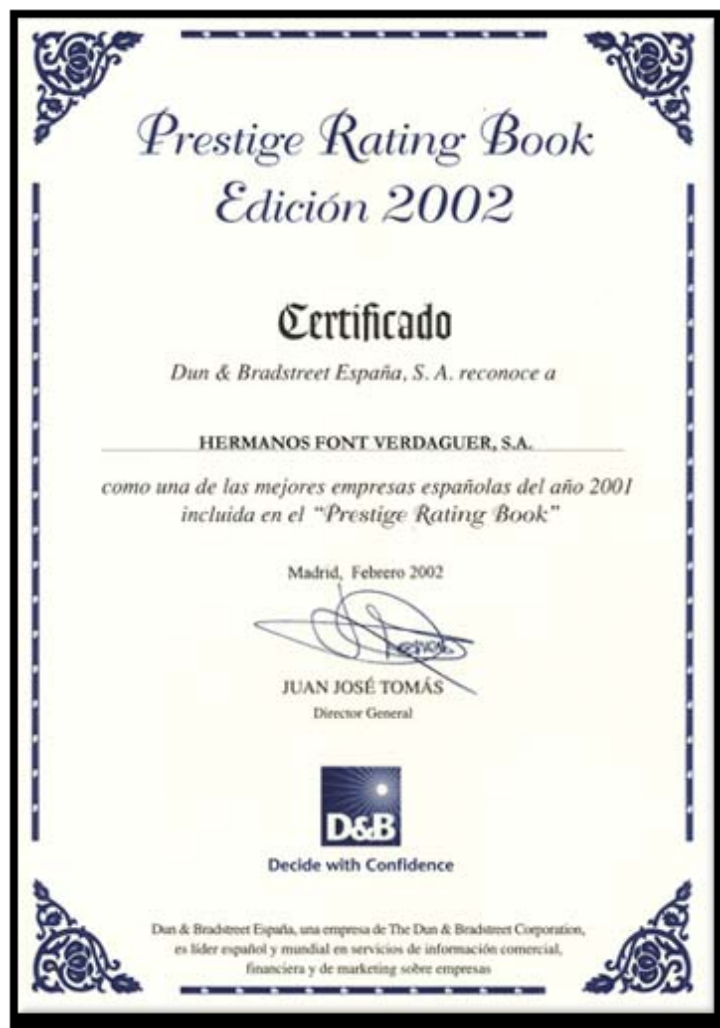 Prestige Rating Book
Edición 2002
Certificado
Dun & Bradstreet España, S. A. reconoce a
HERMANOS FONT VERDAGUER, S.A.
como una de las mejores empresas españolas del año 2001
incluida en el “Prestige Rating Book”
Madrid, Febrero 2002
JUAN JOSÉ TOMÁS
Director General
D&B
Decide with Confidence
Dun & Bradstreet España, una empresa de The Dun & Bradstreet Corporation,
es líder español y mundial en servicios de información comercial,
financiera y de marketing sobre empresas